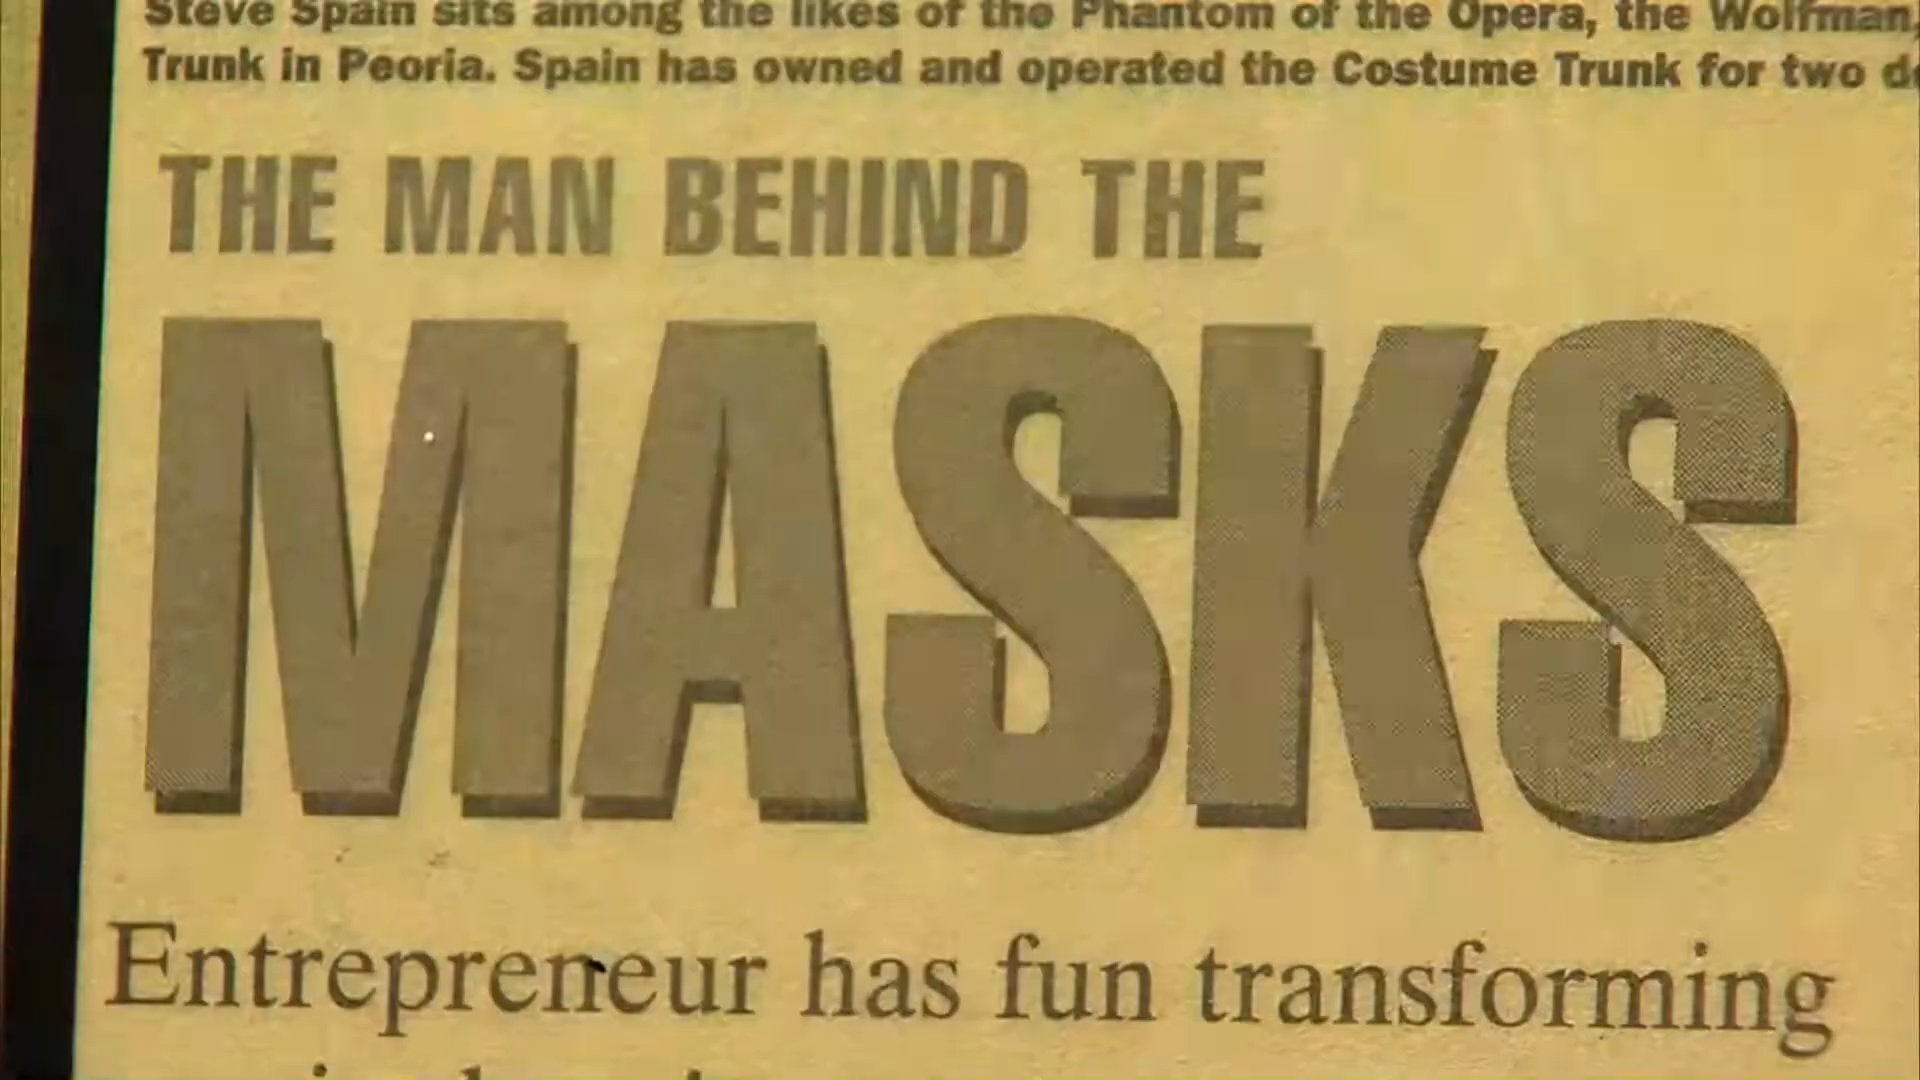 Steve Spain sits among the likes of the Phantom of the Opera, the Wolfman,
Trunk in Peoria. Spain has owned and operated the Costume Trunk for two
THE MAN BEHIND THE
MASKS
Entrepreneur has fun transforming